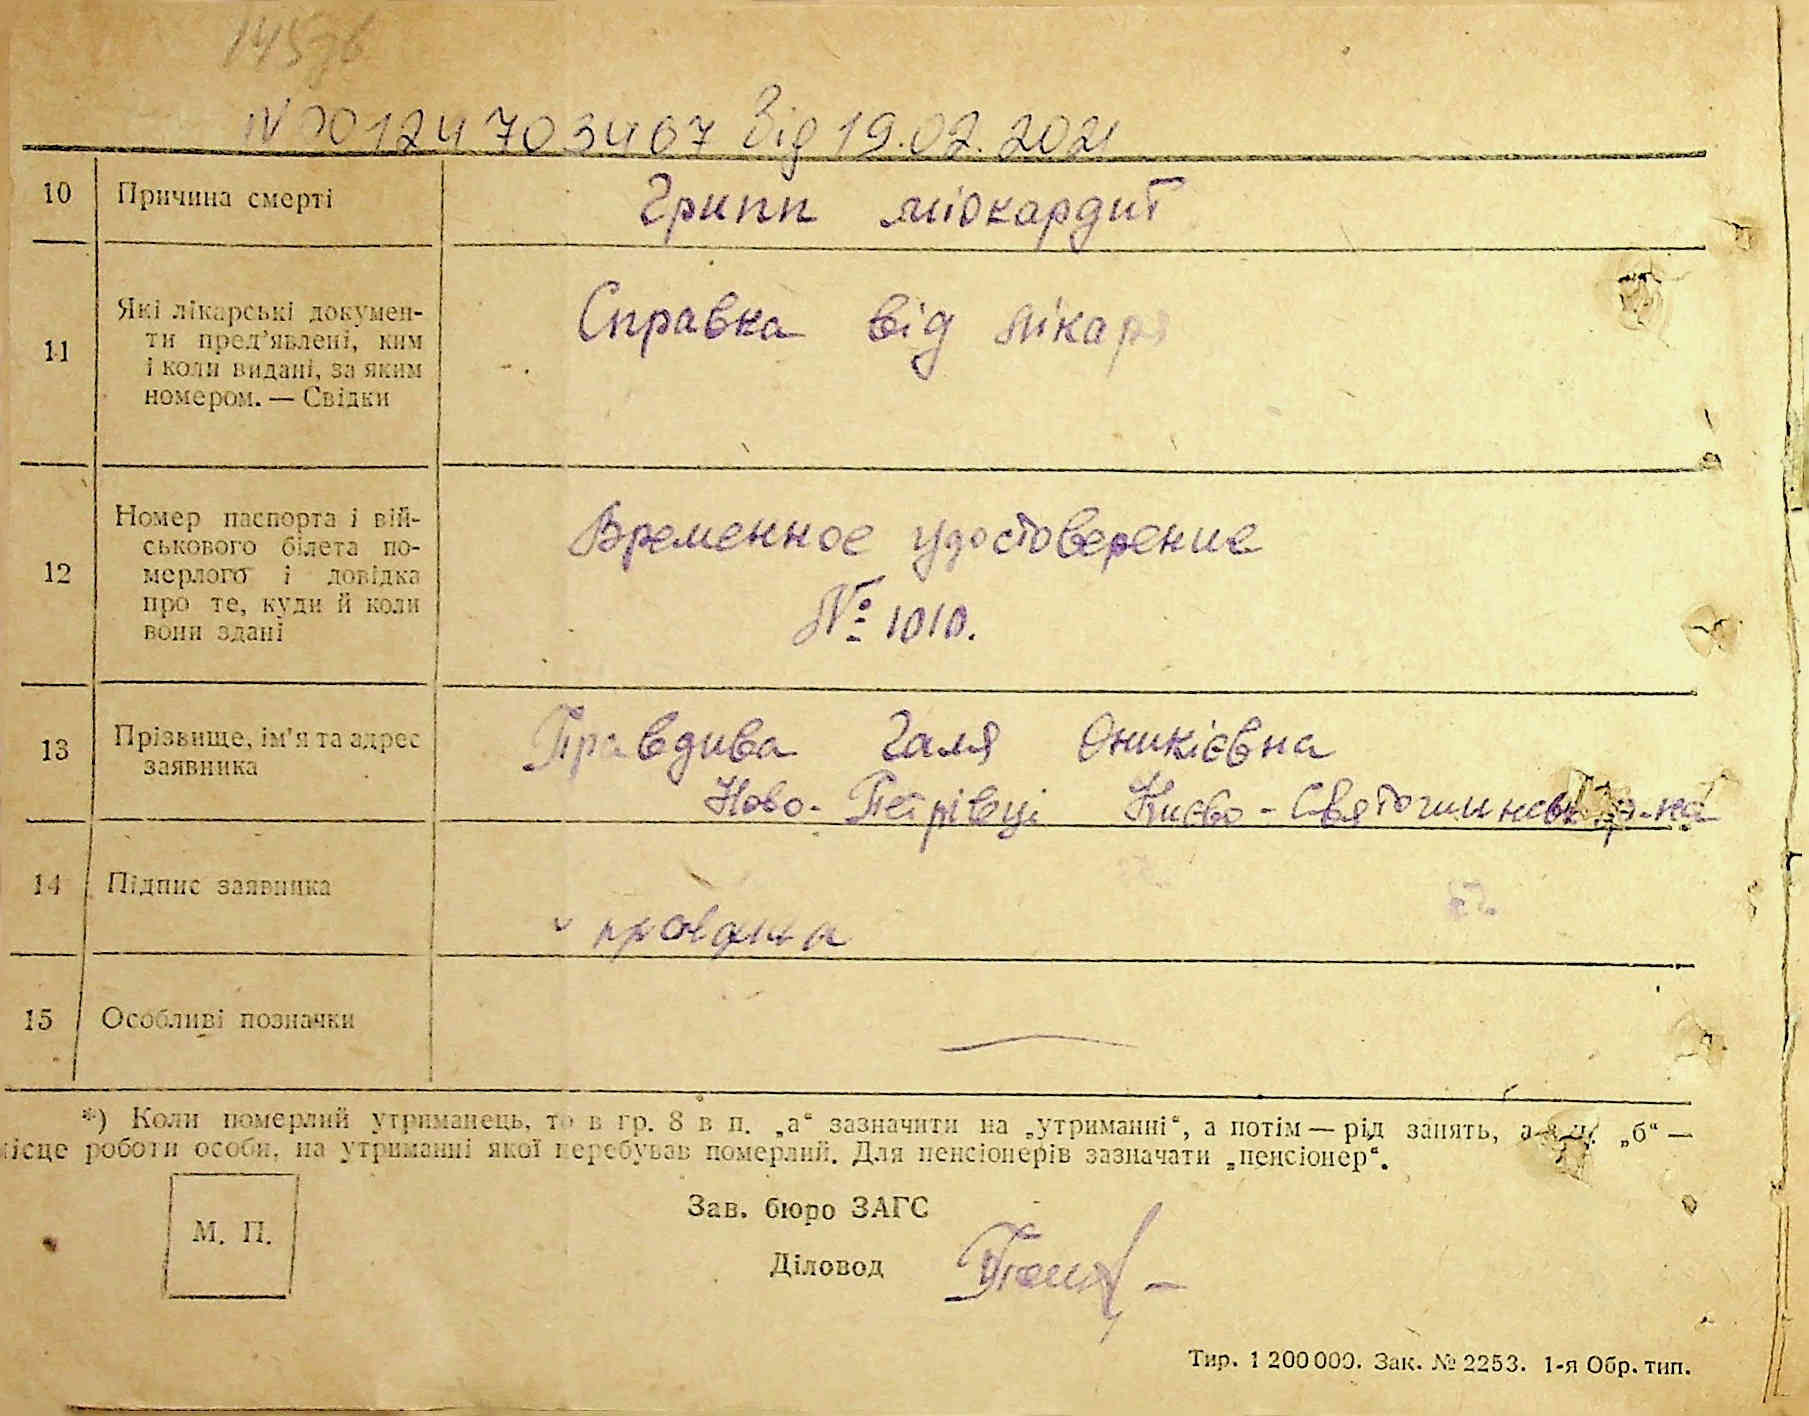 145зв
N 00124703467 від 19.02.2021
10 Причина смерті Грипп міокардит
11 Які лікарські докумен-
ти пред'явлені, ким
і коли видані, за яким
номером. — Свідки
Справка від лікаря
12 Номер паспорта і вій-
ськового білета по-
мерлого і довідка
про те, куди й коли
вони здані
Временное удостоверение
№ 1010.
13 Прізвище, ім'я та адрес
заявника
Правдива Галя Оникієвна
Ново-Петрівці Києво-Святошинськ р-на
14 Підпис заявника
15 Особливі позначки
*) Коли померлий утриманець, то в гр. 8 в п. „а“ зазначити на „утриманні“, а потім — рід занять, а в п. „б“ —
місце роботи особи, на утриманні якої перебував померлий. Для пенсіонерів зазначати „пенсіонер“.
М. П.
Зав. бюро ЗАГС
Діловод
Тир. 1 200 000. Зак. № 2253. 1-я Обр. тип.